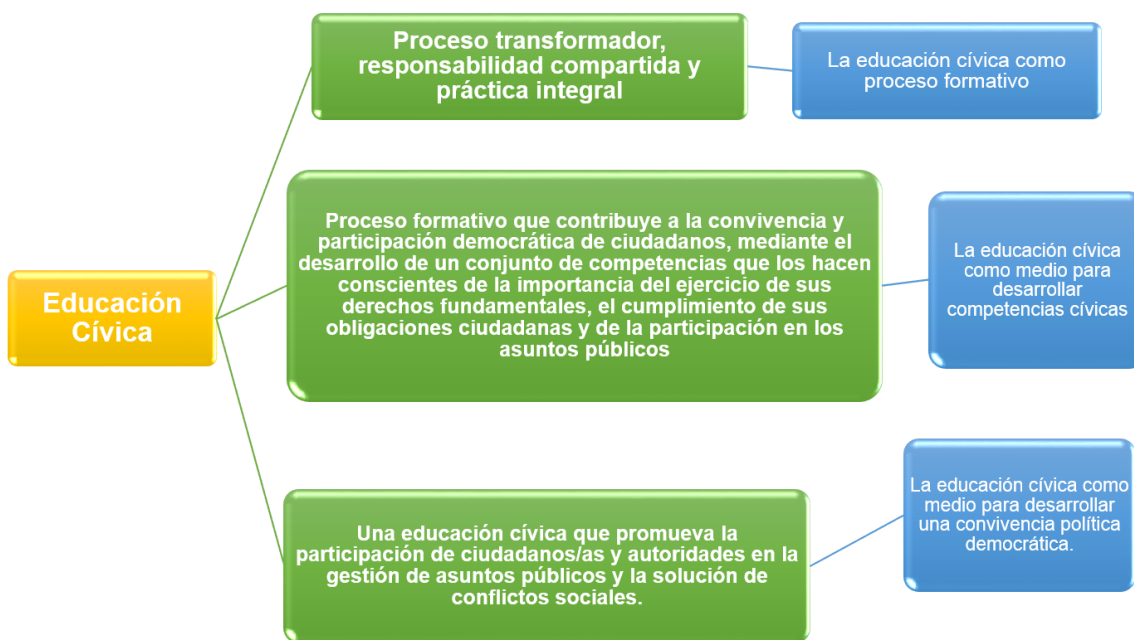 Proceso transformador,
responsabilidad compartida y
práctica integral
La educación cívica como
proceso formativo
Educación
Cívica
Proceso formativo que contribuye a la convivencia y
participación democrática de ciudadanos, mediante el
desarrollo de un conjunto de competencias que los hacen
conscientes de la importancia del ejercicio de sus
derechos fundamentales, el cumplimiento de sus
obligaciones ciudadanas y de la participación en los
asuntos públicos
La educación cívica
como medio para
desarrollar
competencias cívicas
Una educación cívica que promueva la
participación de ciudadanos/as y autoridades en la
gestión de asuntos públicos y la solución de
conflictos sociales.
La educación cívica como
medio para desarrollar
una convivencia política
democrática.